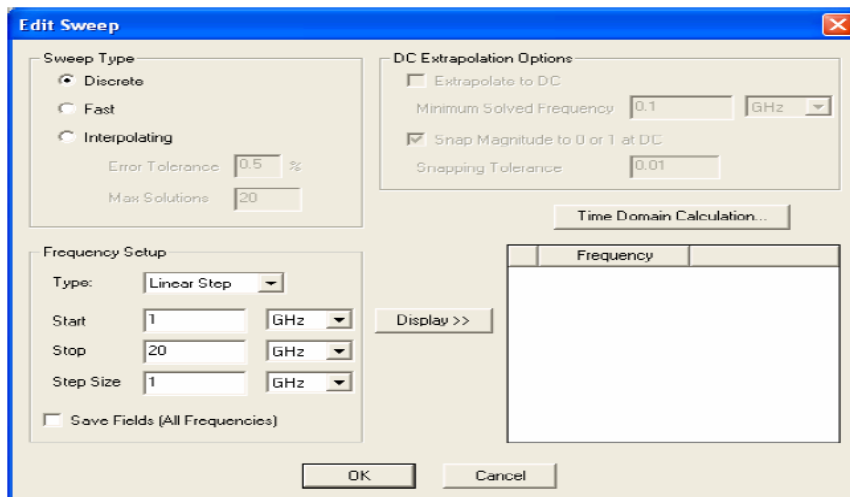 Edit Sweep
Sweep Type
Discrete
Fast
Interpolating
Error Tolerance 0.5 %
Max Solutions 20
DC Extrapolation Options
Extrapolate to DC
Minimum Solved Frequency 0.1 GHz
Snap Magnitude to 0 or 1 at DC
Snapping Tolerance 0.01
Time Domain Calculation...
Frequency Setup
Type: Linear Step
Start 1 GHz
Stop 20 GHz
Step Size 1 GHz
Save Fields (All Frequencies)
Display >>
Frequency
OK Cancel